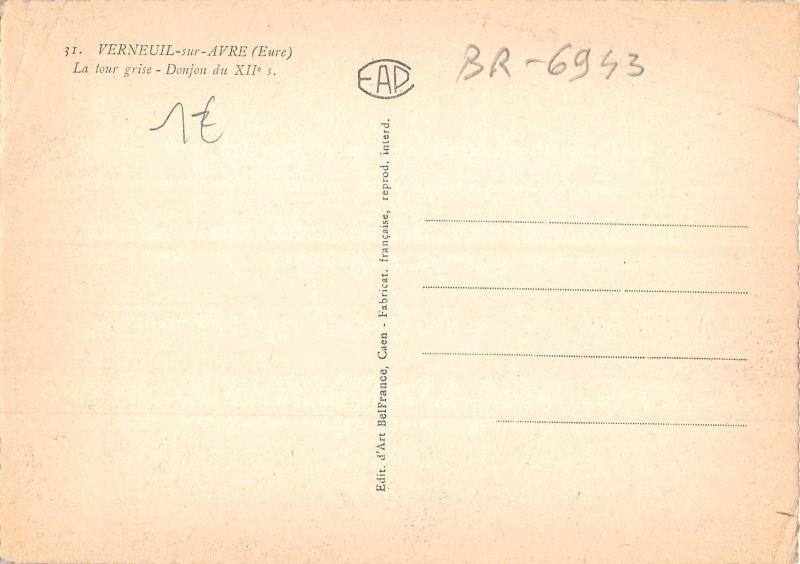 31. VERNEUIL-sur-AVRE (Eure)
La tour grise - Donjon du XIIe s.
1€
EAD
BR-6943
Edit. d'Art BelFrance, Caen - Fabricat. française, reprod. interd.